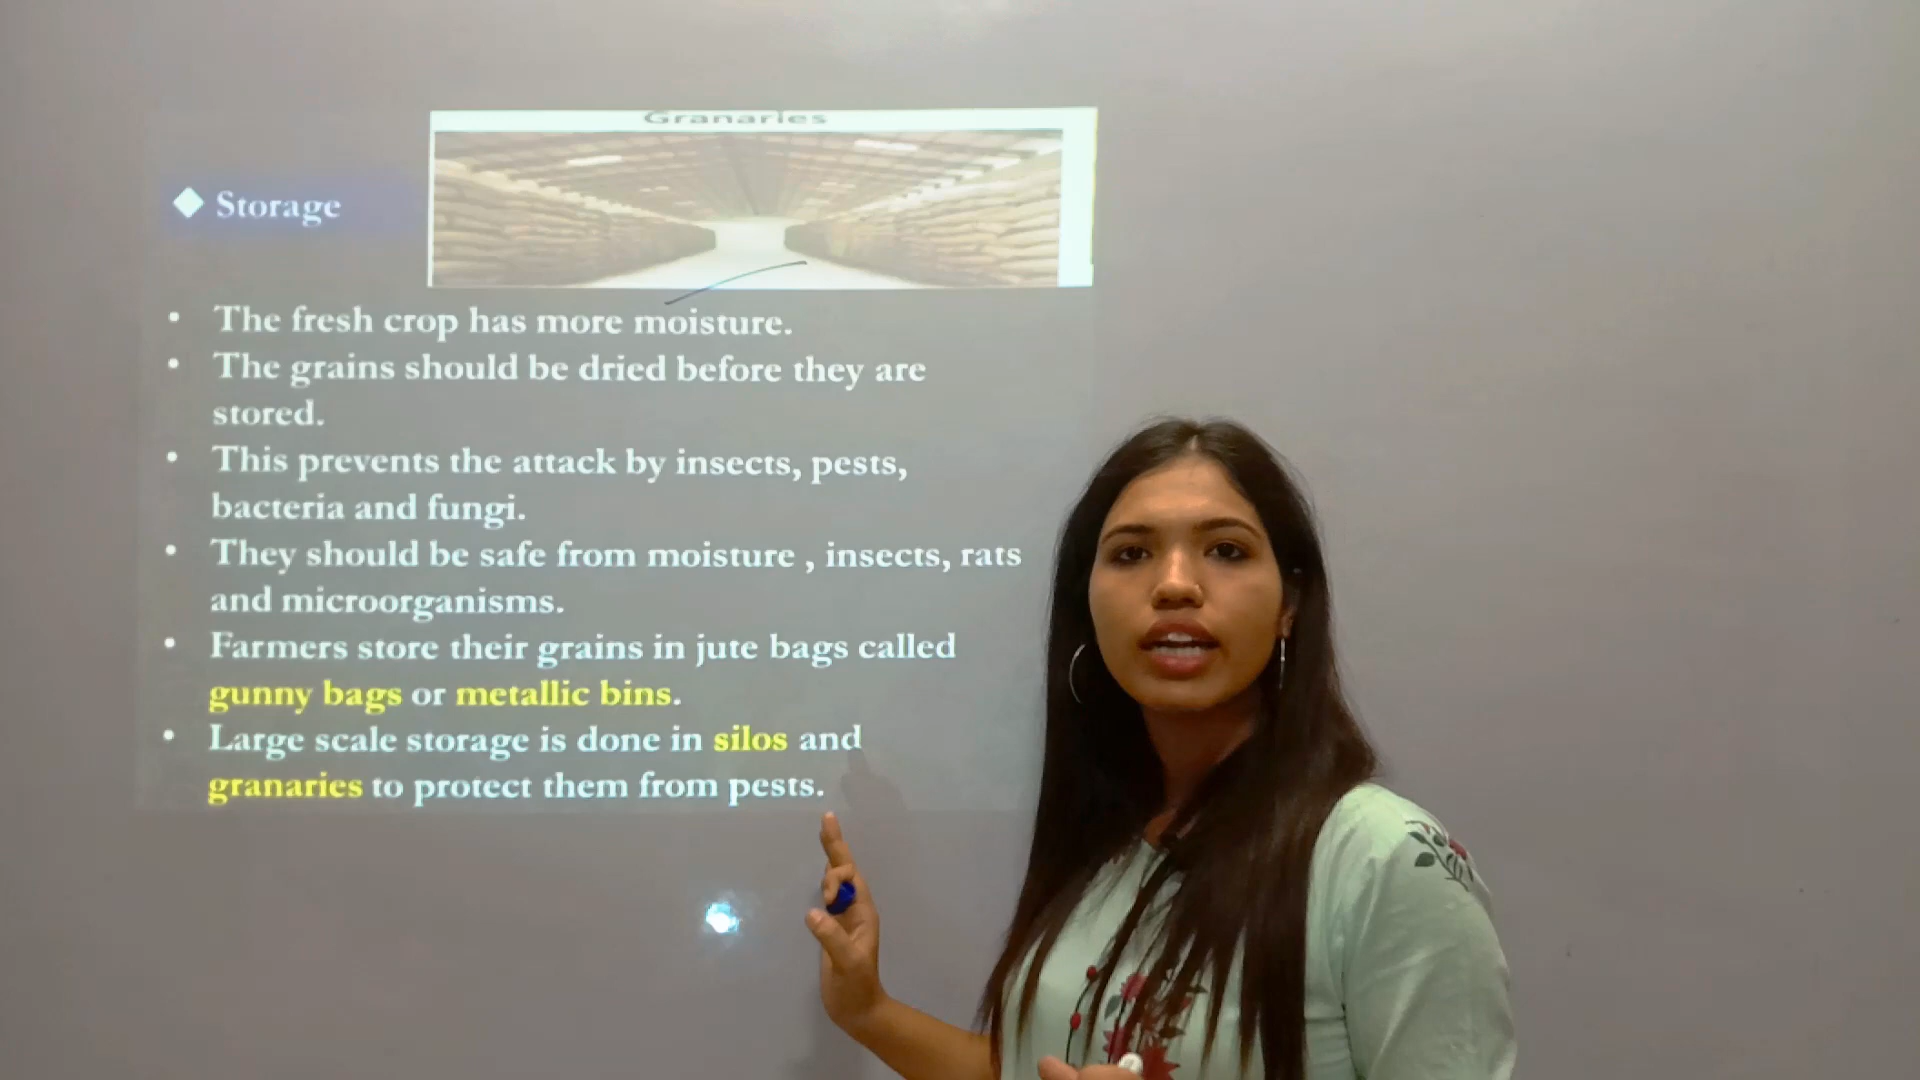 Granaries
◆ Storage
• The fresh crop has more moisture.
• The grains should be dried before they are
stored.
• This prevents the attack by insects, pests,
bacteria and fungi.
• They should be safe from moisture , insects, rats
and microorganisms.
• Farmers store their grains in jute bags called
gunny bags or metallic bins.
• Large scale storage is done in silos and
granaries to protect them from pests.